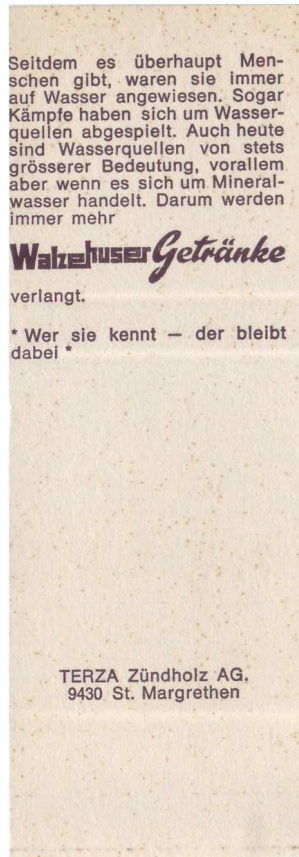 Seitdem es überhaupt Men-
schen gibt, waren sie immer
auf Wasser angewiesen. Sogar
Kämpfe haben sich um Wasser-
quellen abgespielt. Auch heute
sind Wasserquellen von stets
grösserer Bedeutung, vorallem
aber wenn es sich um Mineral-
wasser handelt. Darum werden
immer mehr
Walzehuser Getränke
verlangt.
* Wer sie kennt – der bleibt
dabei *
TERZA Zündholz AG.
9430 St. Margrethen